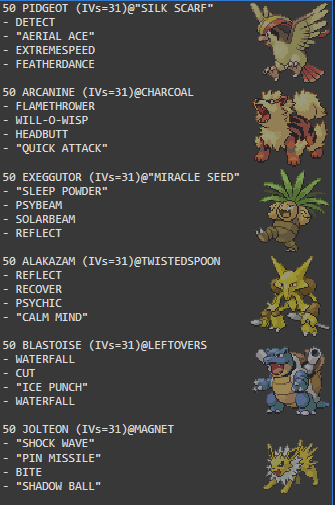 50 PIDGEOT (IVs=31)@"SILK SCARF"
- DETECT
- "AERIAL ACE"
- EXTREMESPEED
- FEATHERDANCE
50 ARCANINE (IVs=31)@CHARCOAL
- FLAMETHROWER
- WILL-O-WISP
- HEADBUTT
- "QUICK ATTACK"
50 EXEGGUTOR (IVs=31)@"MIRACLE SEED"
- "SLEEP POWDER"
- PSYBEAM
- SOLARBEAM
- REFLECT
50 ALAKAZAM (IVs=31)@TWISTEDSPOON
- REFLECT
- RECOVER
- PSYCHIC
- "CALM MIND"
50 BLASTOISE (IVs=31)@LEFTOVERS
- WATERFALL
- CUT
- "ICE PUNCH"
- WATERFALL
50 JOLTEON (IVs=31)@MAGNET
- "SHOCK WAVE"
- "PIN MISSILE"
- BITE
- "SHADOW BALL"